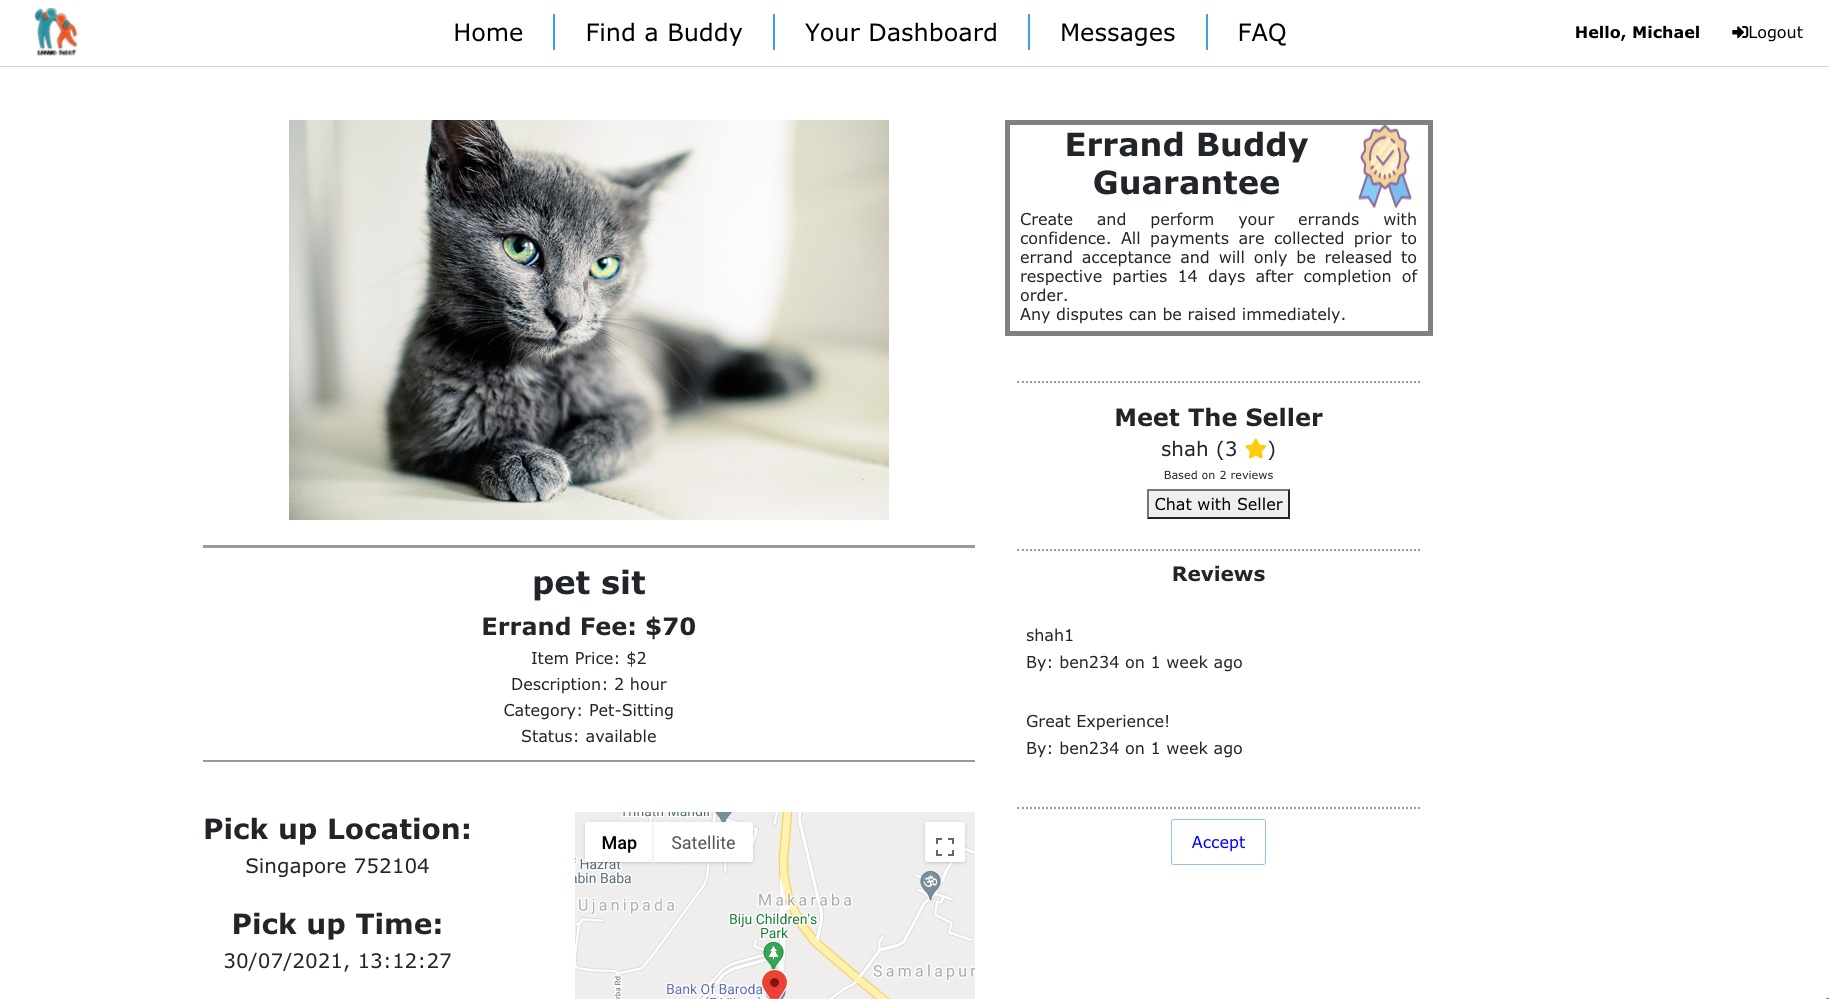 ERRAND BUDDY
Home
Find a Buddy
Your Dashboard
Messages
FAQ
Hello, Michael
Logout
Errand Buddy
Guarantee
Create and perform your errands with
confidence. All payments are collected prior to
errand acceptance and will only be released to
respective parties 14 days after completion of
order.
Any disputes can be raised immediately.
Meet The Seller
shah (3 ⭐)
Based on 2 reviews
Chat with Seller
Reviews
shah1
By: ben234 on 1 week ago
Great Experience!
By: ben234 on 1 week ago
Accept
pet sit
Errand Fee: $70
Item Price: $2
Description: 2 hour
Category: Pet-Sitting
Status: available
Pick up Location:
Singapore 752104
Pick up Time:
30/07/2021, 13:12:27
Map
Satellite
Hazrat
Baba
Ujanipada
Makaraba
Biju Children's
Park
Samalapur
Bank Of Baroda